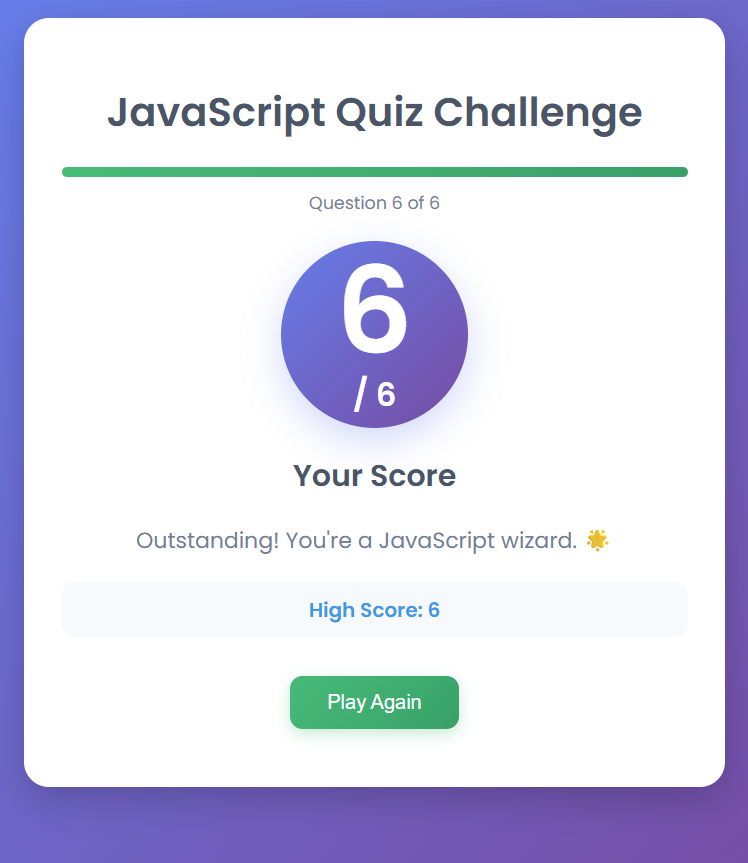 JavaScript Quiz Challenge
Question 6 of 6
6
/ 6
Your Score
Outstanding! You're a JavaScript wizard. 🌟
High Score: 6
Play Again